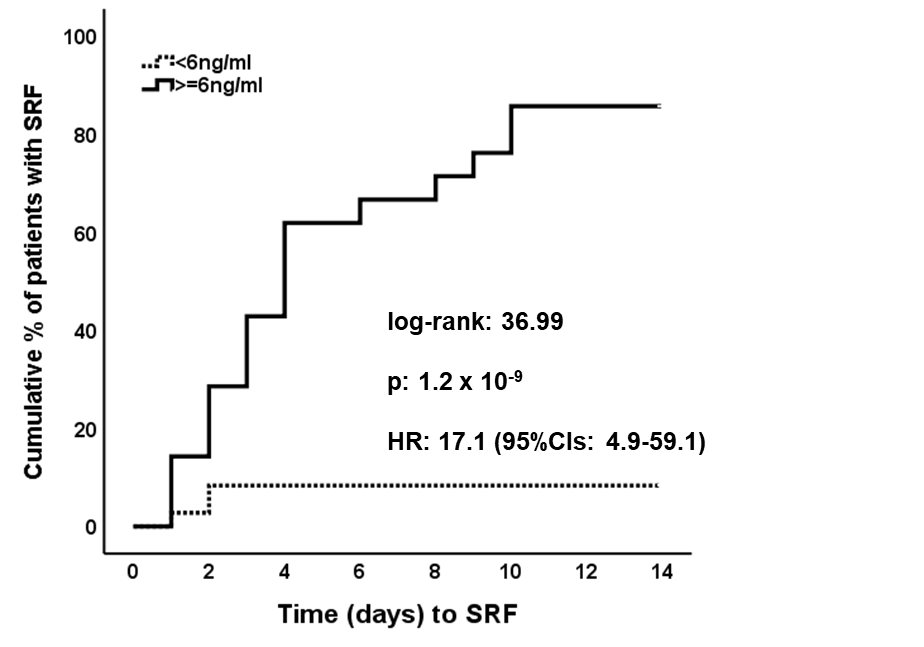 100
<6ng/ml
>=6ng/ml
80
60
40
20
0
Cumulative % of patients with SRF
log-rank: 36.99
p: 1.2 x 10-9
HR: 17.1 (95%CIs: 4.9-59.1)
0 2 4 6 8 10 12 14
Time (days) to SRF